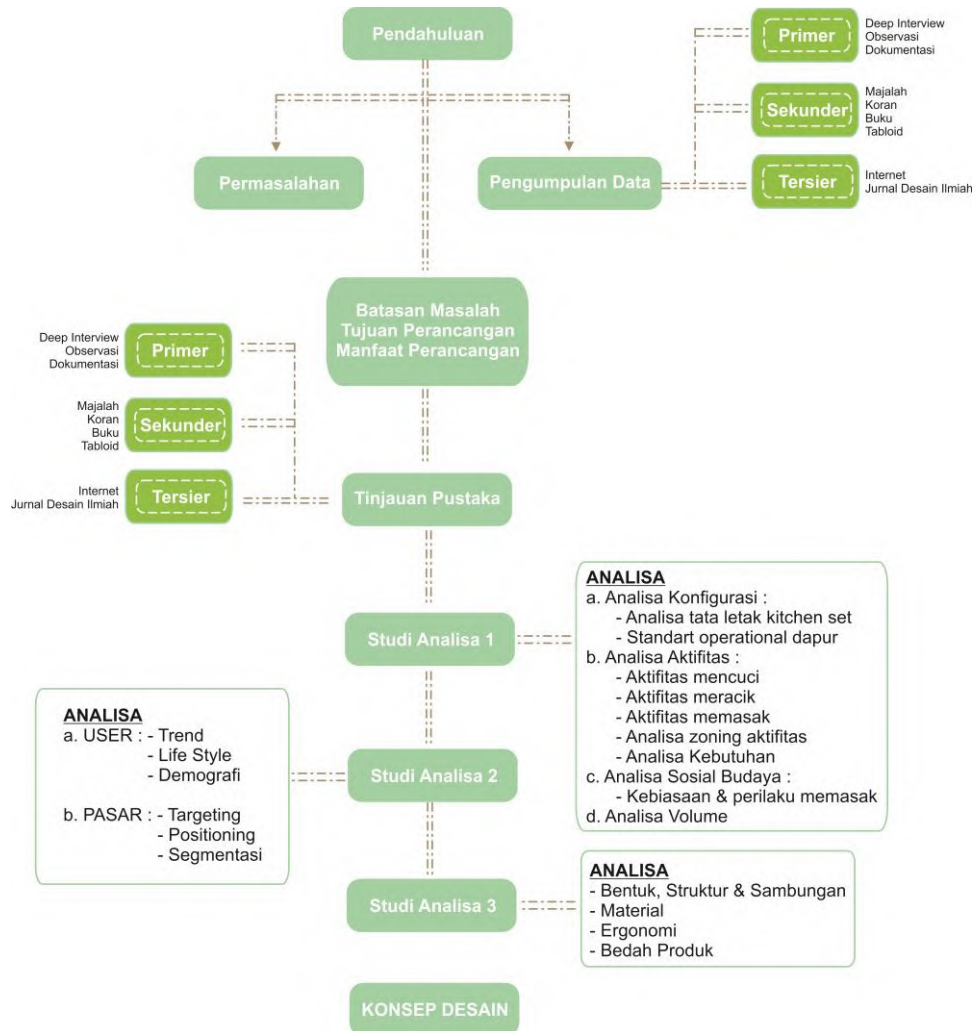 Pendahuluan
Primer
Deep Interview
Observasi
Dokumentasi
Sekunder
Majalah
Koran
Buku
Tabloid
Permasalahan
Pengumpulan Data
Tersier
Internet
Jurnal Desain Ilmiah
Batasan Masalah
Tujuan Perancangan
Manfaat Perancangan
Deep Interview
Observasi
Dokumentasi
Primer
Majalah
Koran
Buku
Tabloid
Sekunder
Internet
Jurnal Desain Ilmiah
Tersier
Tinjauan Pustaka
Studi Analisa 1
ANALISA
a. Analisa Konfigurasi :
- Analisa tata letak kitchen set
- Standart operational dapur
b. Analisa Aktifitas :
- Aktifitas mencuci
- Aktifitas meracik
- Aktifitas memasak
- Analisa zoning aktifitas
- Analisa Kebutuhan
c. Analisa Sosial Budaya :
- Kebiasaan & perilaku memasak
d. Analisa Volume
ANALISA
a. USER : - Trend
- Life Style
- Demografi
b. PASAR : - Targeting
- Positioning
- Segmentasi
Studi Analisa 2
Studi Analisa 3
ANALISA
- Bentuk, Struktur & Sambungan
- Material
- Ergonomi
- Bedah Produk
KONSEP DESAIN